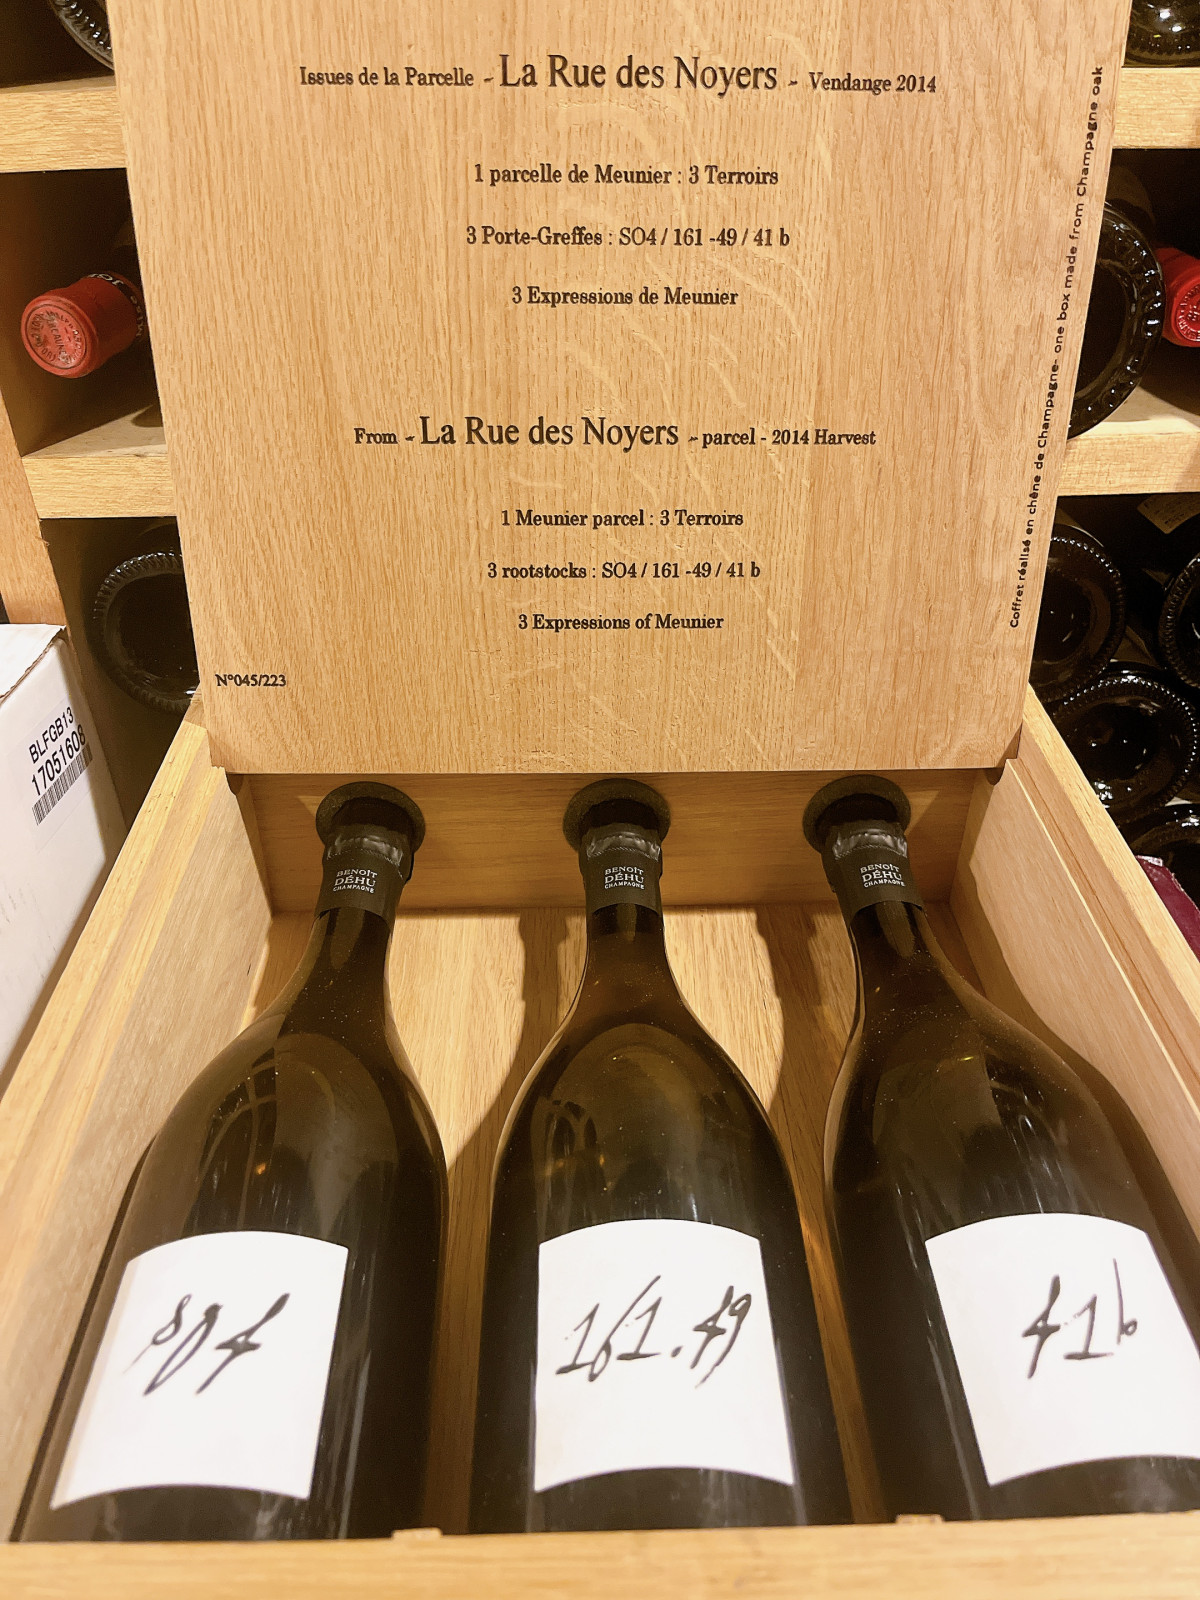 Issues de la Parcelle - La Rue des Noyers - Vendange 2014
1 parcelle de Meunier : 3 Terroirs
3 Porte-Greffes : SO4 / 161 -49 / 41 b
3 Expressions de Meunier
From - La Rue des Noyers - parcel - 2014 Harvest
1 Meunier parcel : 3 Terroirs
3 rootstocks : SO4 / 161 -49 / 41 b
3 Expressions of Meunier
N°045/223
Coffret réalisé en chêne de Champagne- one box made from Champagne oak
BLFGB13
17051608
BENOÎT
DÉHU
CHAMPAGNE
BENOÎT
DÉHU
CHAMPAGNE
BENOÎT
DÉHU
CHAMPAGNE
SO4
161.49
41b